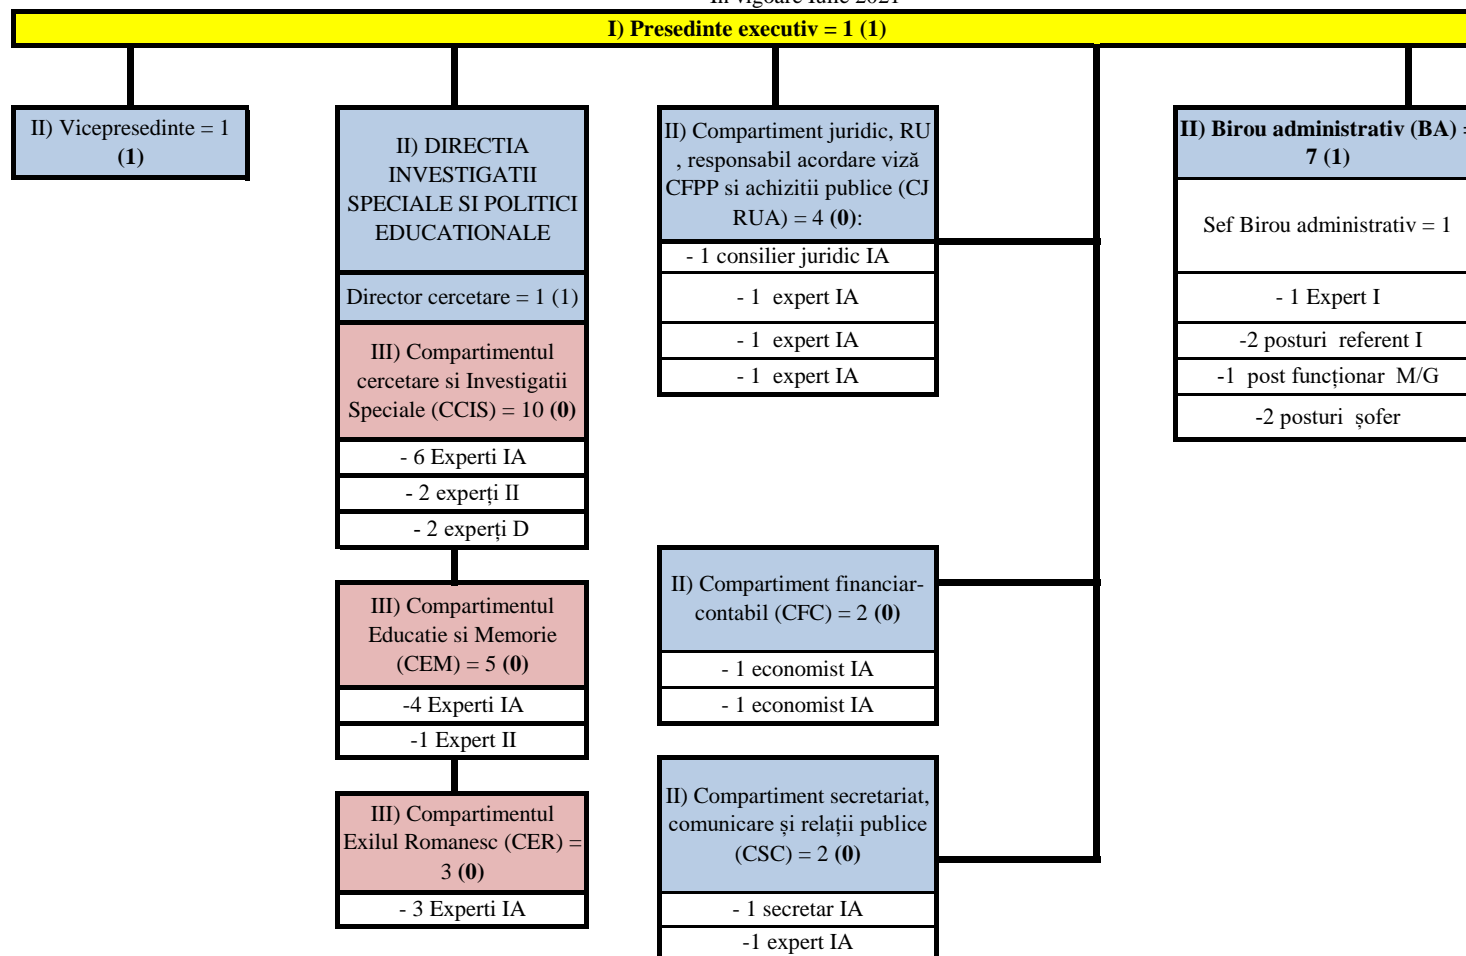 In vigoare Iulie 2021
I) Presedinte executiv = 1 (1)
II) Vicepresedinte = 1
(1)
II) DIRECTIA
INVESTIGATII
SPECIALE SI POLITICI
EDUCATIONALE
Director cercetare = 1 (1)
III) Compartimentul
cercetare si Investigatii
Speciale (CCIS) = 10 (0)
- 6 Experti IA
- 2 experți II
- 2 experți D
III) Compartimentul
Educatie si Memorie
(CEM) = 5 (0)
-4 Experti IA
-1 Expert II
III) Compartimentul
Exilul Romanesc (CER) =
3 (0)
- 3 Experti IA
II) Compartiment juridic, RU
, responsabil acordare viză
CFPP si achizitii publice (CJ
RUA) = 4 (0):
- 1 consilier juridic IA
- 1 expert IA
- 1 expert IA
- 1 expert IA
II) Compartiment financiar-
contabil (CFC) = 2 (0)
- 1 economist IA
- 1 economist IA
II) Compartiment secretariat,
comunicare și relații publice
(CSC) = 2 (0)
- 1 secretar IA
-1 expert IA
II) Birou administrativ (BA) =
7 (1)
Sef Birou administrativ = 1
- 1 Expert I
-2 posturi referent I
-1 post funcționar M/G
-2 posturi șofer